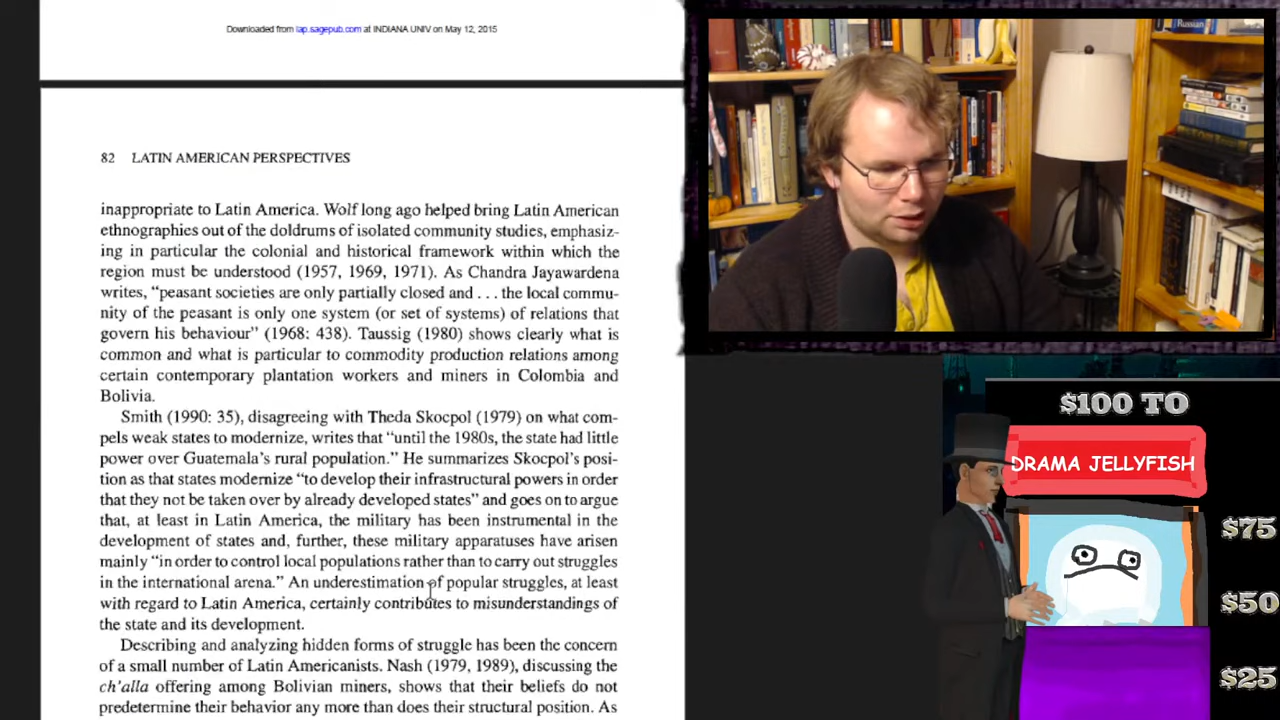 Downloaded from lap.sagepub.com at INDIANA UNIV on May 12, 2015
82 LATIN AMERICAN PERSPECTIVES
inappropriate to Latin America. Wolf long ago helped bring Latin American
ethnographies out of the doldrums of isolated community studies, emphasiz-
ing in particular the colonial and historical framework within which the
region must be understood (1957, 1969, 1971). As Chandra Jayawardena
writes, “peasant societies are only partially closed and . . . the local commu-
nity of the peasant is only one system (or set of systems) of relations that
govern his behaviour” (1968: 438). Taussig (1980) shows clearly what is
common and what is particular to commodity production relations among
certain contemporary plantation workers and miners in Colombia and
Bolivia.
Smith (1990: 35), disagreeing with Theda Skocpol (1979) on what com-
pels weak states to modernize, writes that “until the 1980s, the state had little
power over Guatemala’s rural population.” He summarizes Skocpol’s posi-
tion as that states modernize “to develop their infrastructural powers in order
that they not be taken over by already developed states” and goes on to argue
that, at least in Latin America, the military has been instrumental in the
development of states and, further, these military apparatuses have arisen
mainly “in order to control local populations rather than to carry out struggles
in the international arena.” An underestimation of popular struggles, at least
with regard to Latin America, certainly contributes to misunderstandings of
the state and its development.
Describing and analyzing hidden forms of struggle has been the concern
of a small number of Latin Americanists. Nash (1979, 1989), discussing the
ch’alla offering among Bolivian miners, shows that their beliefs do not
predetermine their behavior any more than does their structural position. As
Russian
$100 TO
DRAMA JELLYFISH
$75
$50
$25